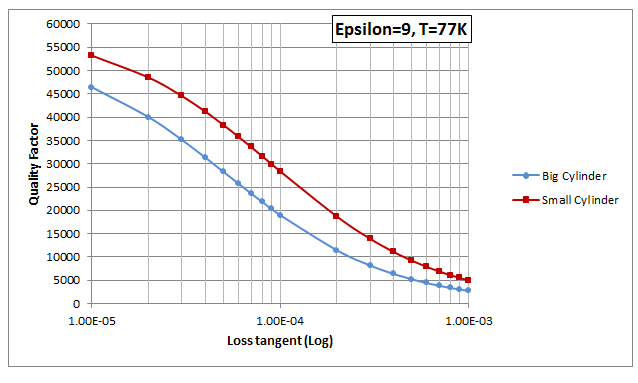 Epsilon=9, T=77K
60000
55000
50000
45000
40000
35000
30000
25000
20000
15000
10000
5000
0
Quality Factor
1.00E-05 1.00E-04 1.00E-03
Loss tangent (Log)
Big Cylinder
Small Cylinder